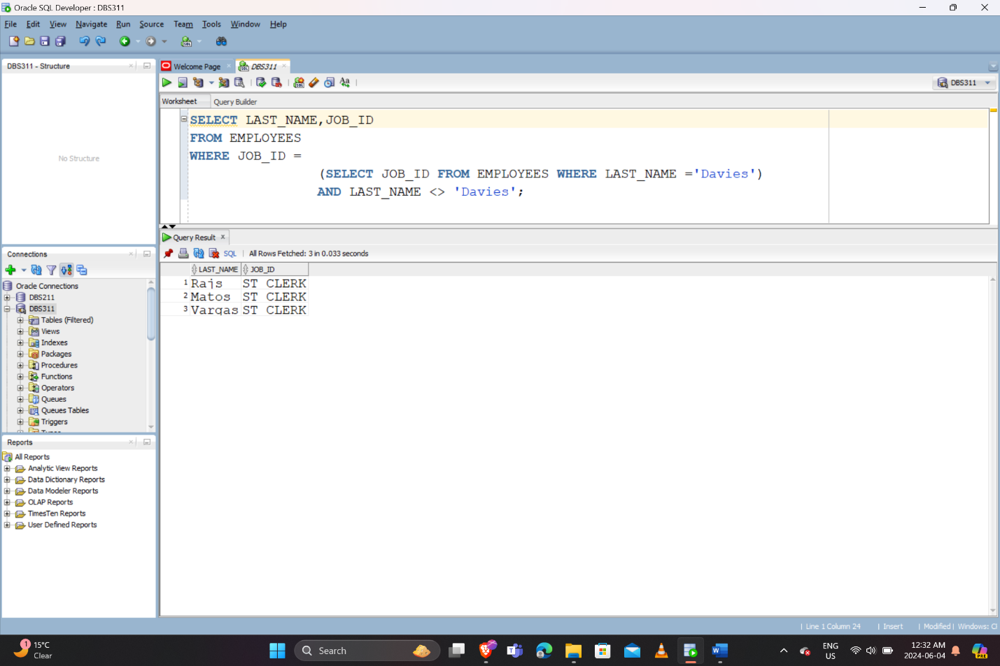 Oracle SQL Developer : DBS311
File Edit View Navigate Run Source Team Tools Window Help
DBS311 - Structure
No Structure
Welcome Page
DBS311
DBS311
Worksheet
Query Builder
SELECT LAST_NAME,JOB_ID
FROM EMPLOYEES
WHERE JOB_ID =
(SELECT JOB_ID FROM EMPLOYEES WHERE LAST_NAME ='Davies')
AND LAST_NAME <> 'Davies';
Query Result
SQL
All Rows Fetched: 3 in 0.033 seconds
LAST_NAME JOB_ID
1 Rajs ST_CLERK
2 Matos ST_CLERK
3 Vargas ST_CLERK
Connections
Oracle Connections
DBS211
DBS311
Tables (Filtered)
Views
Indexes
Packages
Procedures
Functions
Operators
Queues
Queues Tables
Triggers
Types
Reports
All Reports
Analytic View Reports
Data Dictionary Reports
Data Modeler Reports
OLAP Reports
TimesTen Reports
User Defined Reports
Line 1 Column 24
Insert
Modified
Windows:
1
15°C
Clear
Search
ENG
US
12:32 AM
2024-06-04
PRE